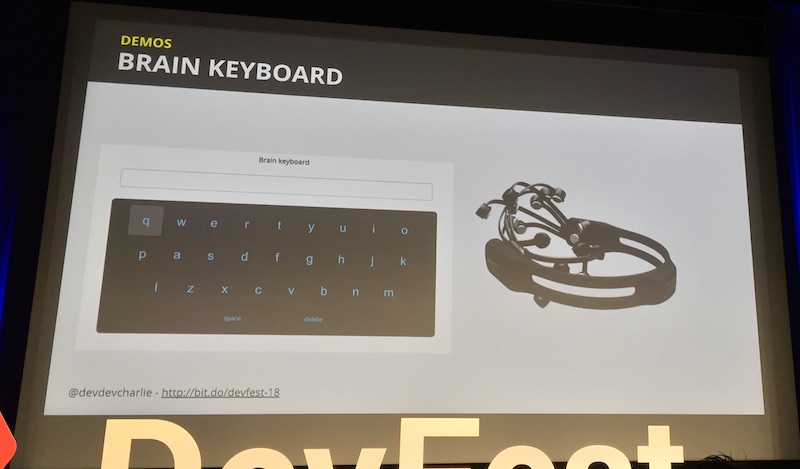 DEMOS
BRAIN KEYBOARD
Brain keyboard
q w e r t y u i o
p a s d f g h j k
l z x c v b n m
space delete
@devdevcharlie - http://bit.do/devfest-18
DevFest